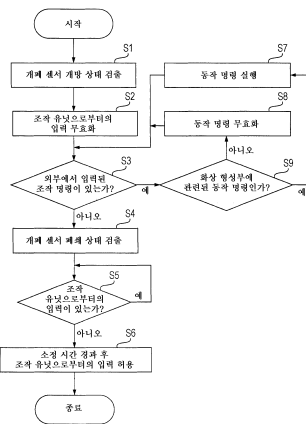 시작
S1
개폐 센서 개방 상태 검출
S2
조작 유닛으로부터의
입력 무효화
S3
외부에서 입력된
조작 명령이 있는가?
예
아니오
S4
개폐 센서 폐쇄 상태 검출
S5
조작
유닛으로부터의
입력이 있는가?
예
아니오
S6
소정 시간 경과 후
조작 유닛으로부터의 입력 허용
종료
S7
동작 명령 실행
S8
동작 명령 무효화
아니오
S9
화상 형성부에
관련된 동작 명령인가?
예